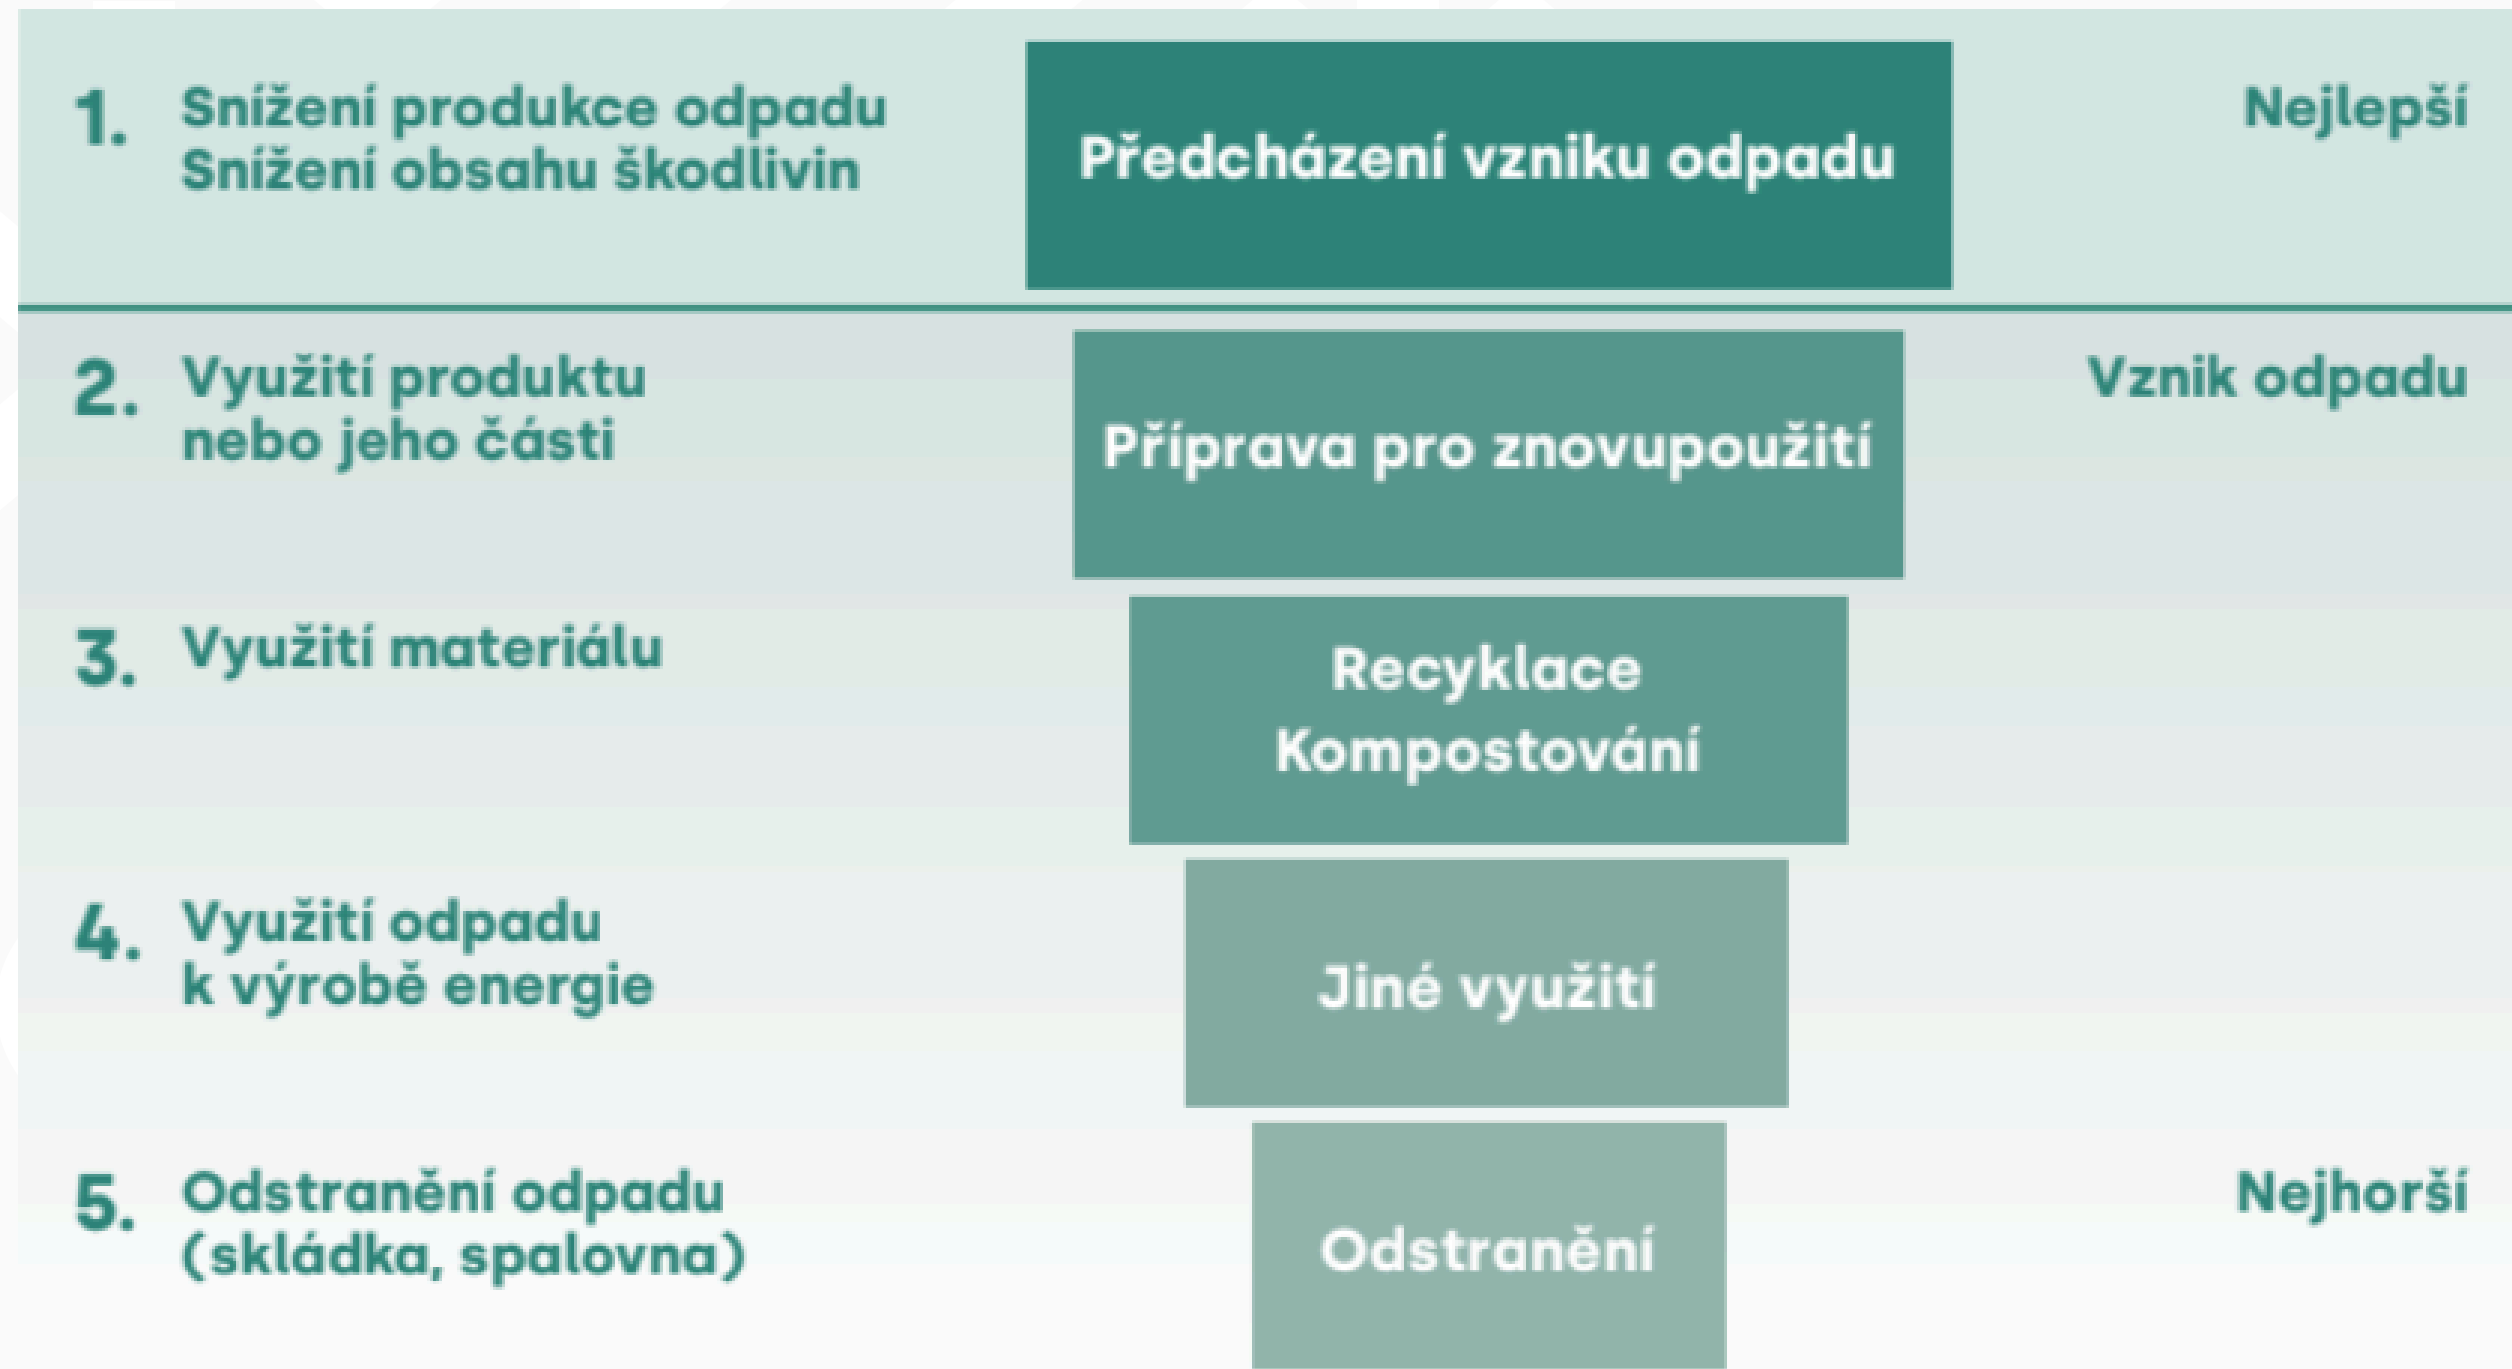 1.
Snížení produkce odpadu
Snížení obsahu škodlivin
Předcházení vzniku odpadu
Nejlepší
2.
Využití produktu
nebo jeho části
Příprava pro znovupoužití
Vznik odpadu
3.
Využití materiálu
Recyklace
Kompostování
4.
Využití odpadu
k výrobě energie
Jiné využití
5.
Odstranění odpadu
(skládka, spalovna)
Odstranění
Nejhorší